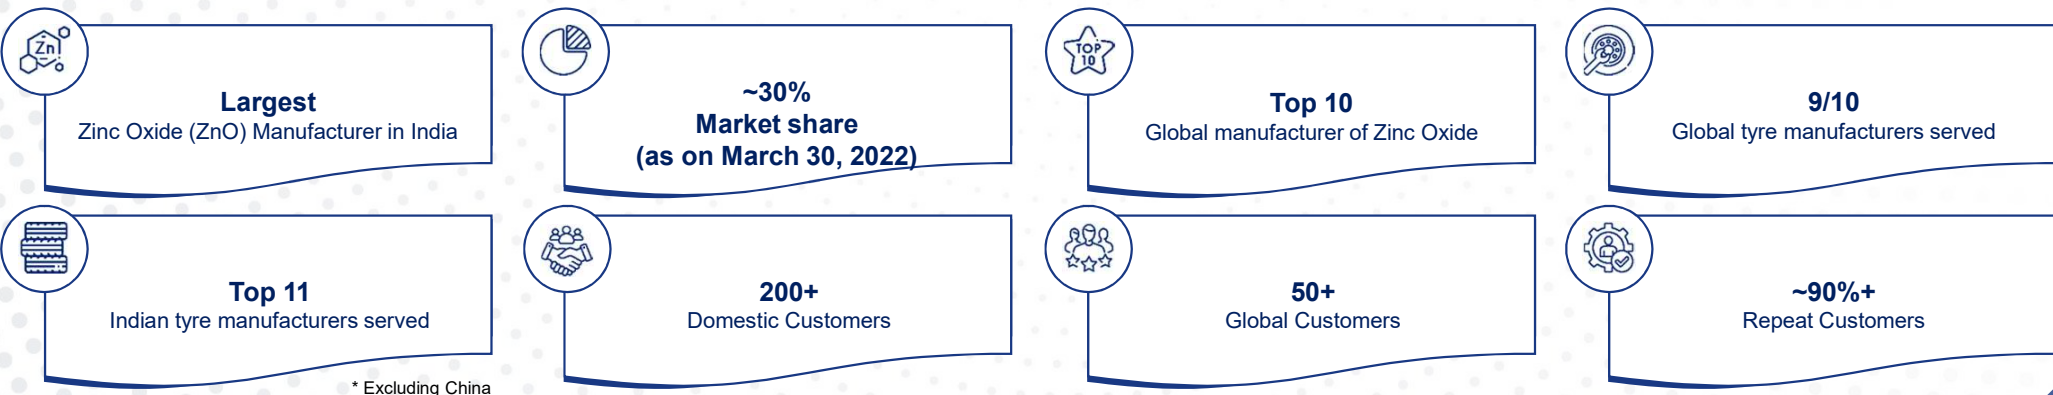 Zn
Largest
Zinc Oxide (ZnO) Manufacturer in India
~30%
Market share
(as on March 30, 2022)
TOP
10
Top 10
Global manufacturer of Zinc Oxide
9/10
Global tyre manufacturers served
Top 11
Indian tyre manufacturers served
200+
Domestic Customers
50+
Global Customers
~90%+
Repeat Customers
* Excluding China